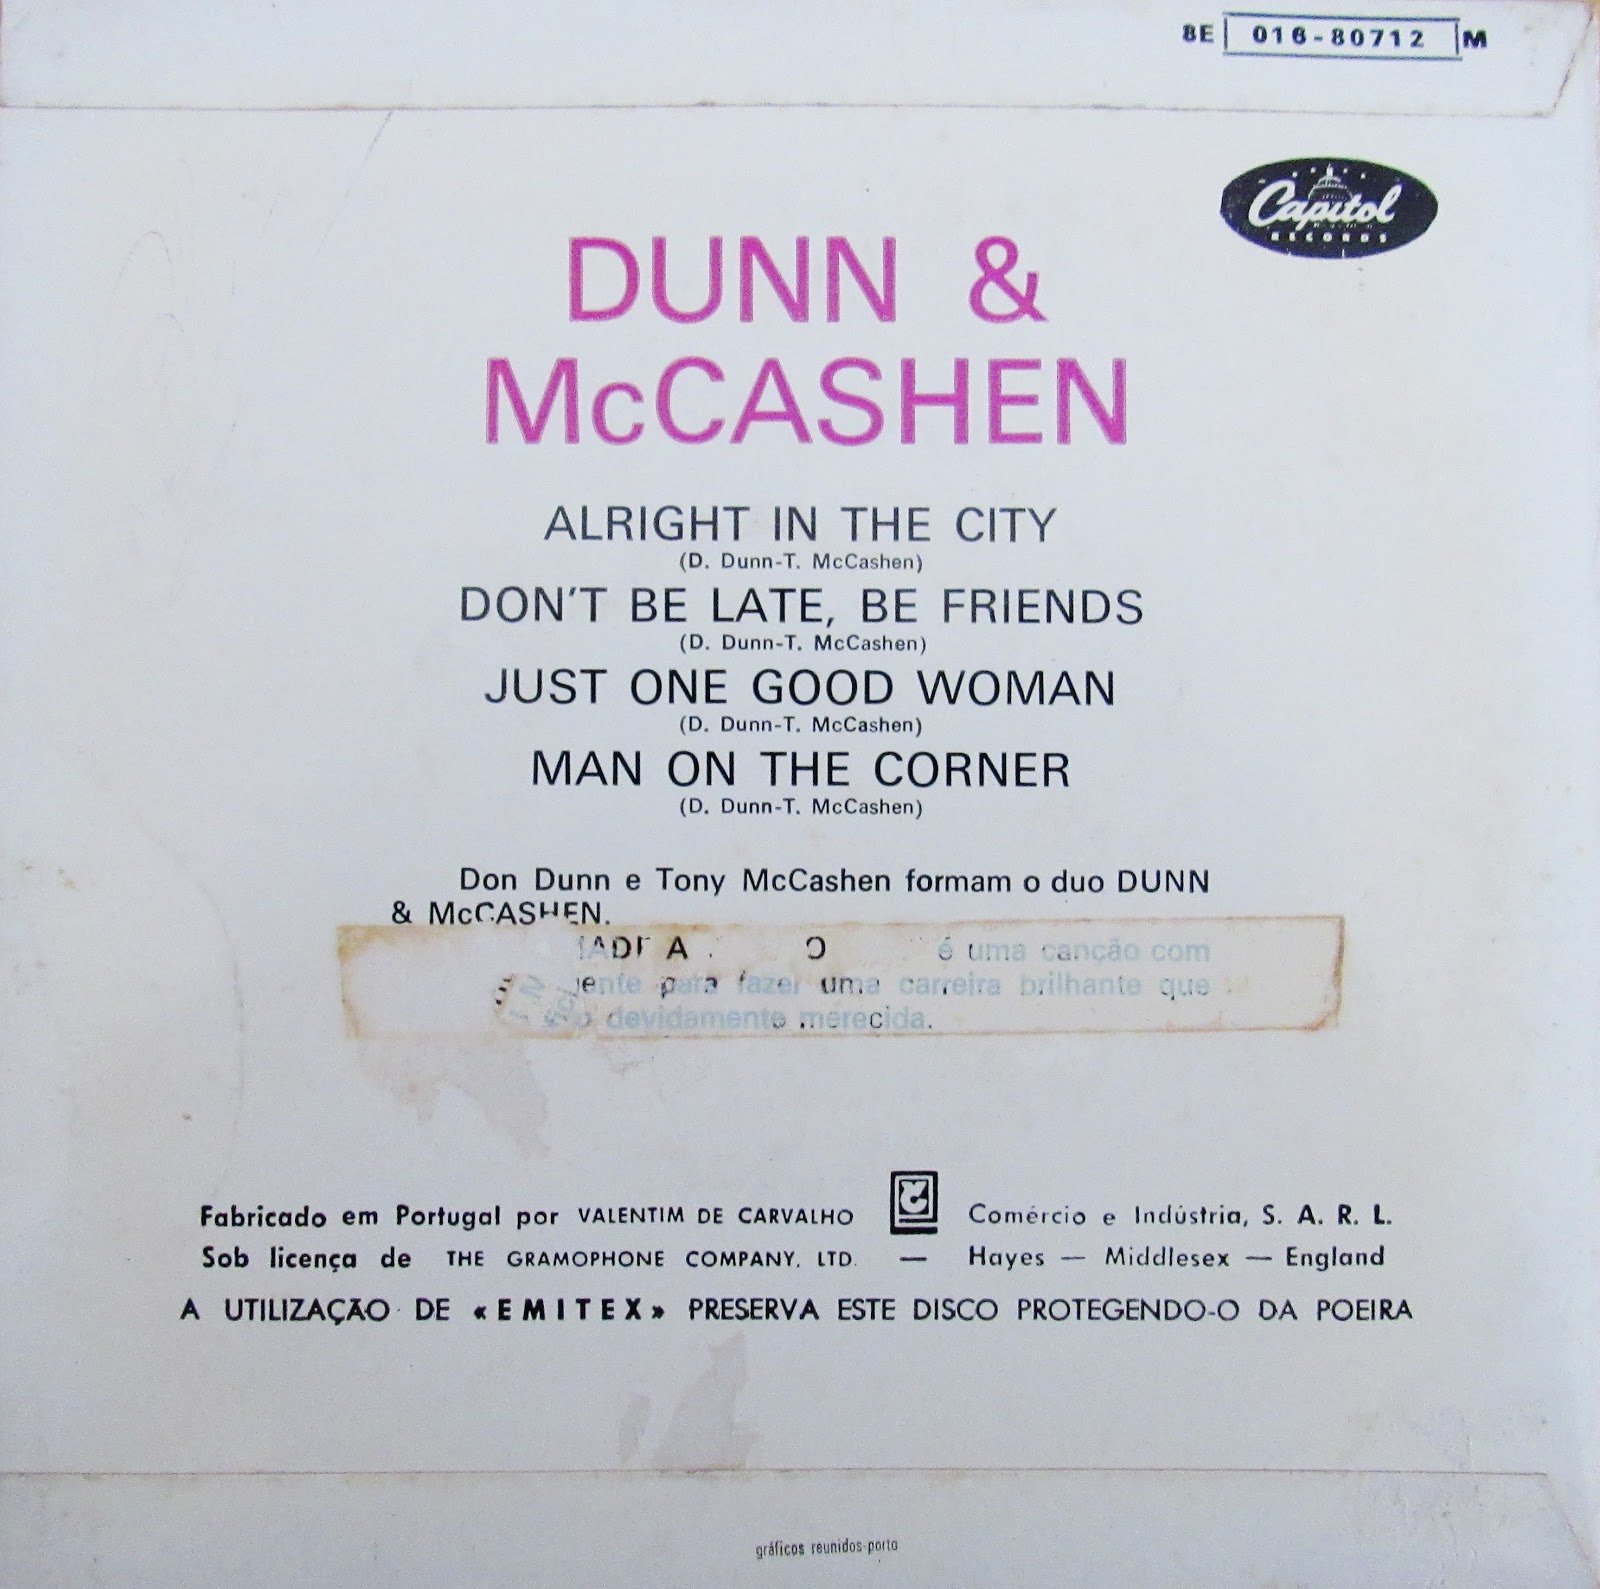 8E 016-80712 M
Capitol
RECORDS
DUNN &
McCASHEN
ALRIGHT IN THE CITY
(D. Dunn-T. McCashen)
DON'T BE LATE, BE FRIENDS
(D. Dunn-T. McCashen)
JUST ONE GOOD WOMAN
(D. Dunn-T. McCashen)
MAN ON THE CORNER
(D. Dunn-T. McCashen)
Don Dunn e Tony McCashen formam o duo DUNN
& McCASHEN.
é uma canção com
para fazer uma carreira brilhante que
devidamente merecida.
Fabricado em Portugal por VALENTIM DE CARVALHO Comércio e Indústria, S. A. R. L.
Sob licença de THE GRAMOPHONE COMPANY. LTD. — Hayes — Middlesex — England
A UTILIZAÇÃO DE «EMITEX» PRESERVA ESTE DISCO PROTEGENDO-O DA POEIRA
gráficos reunidos-porto